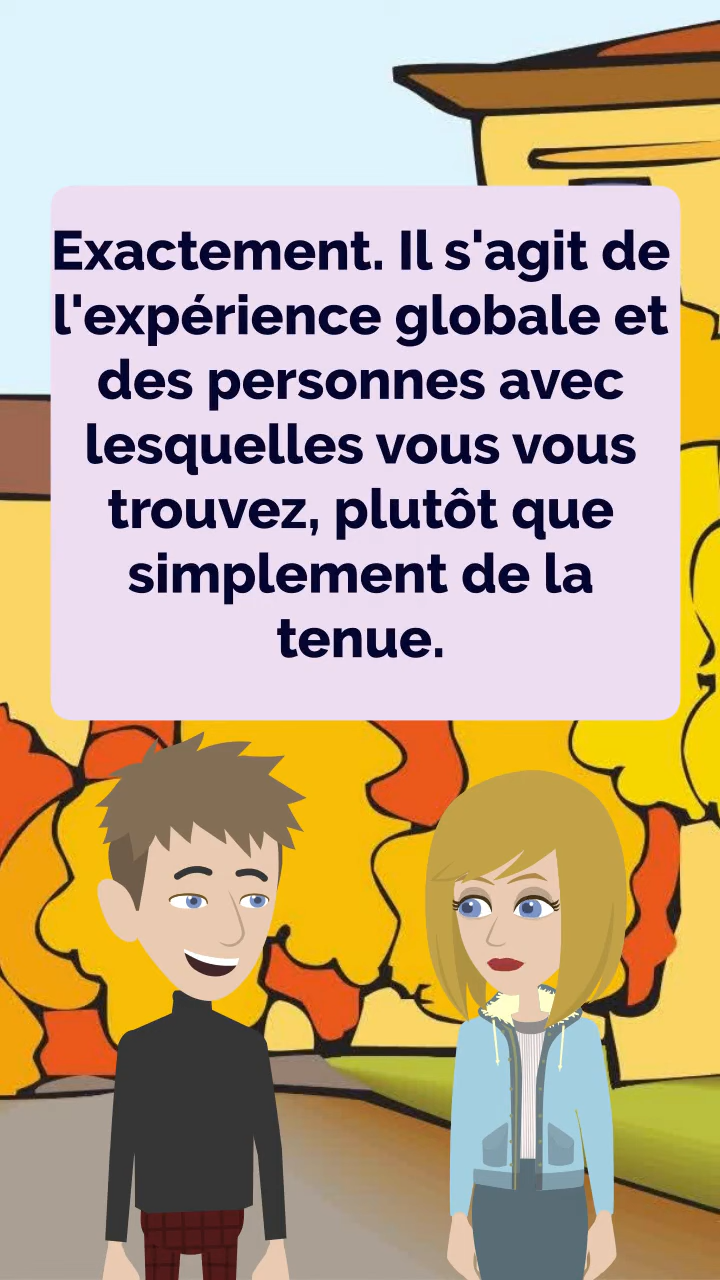 Exactement. Il s'agit de
l'expérience globale et
des personnes avec
lesquelles vous vous
trouvez, plutôt que
simplement de la
tenue.